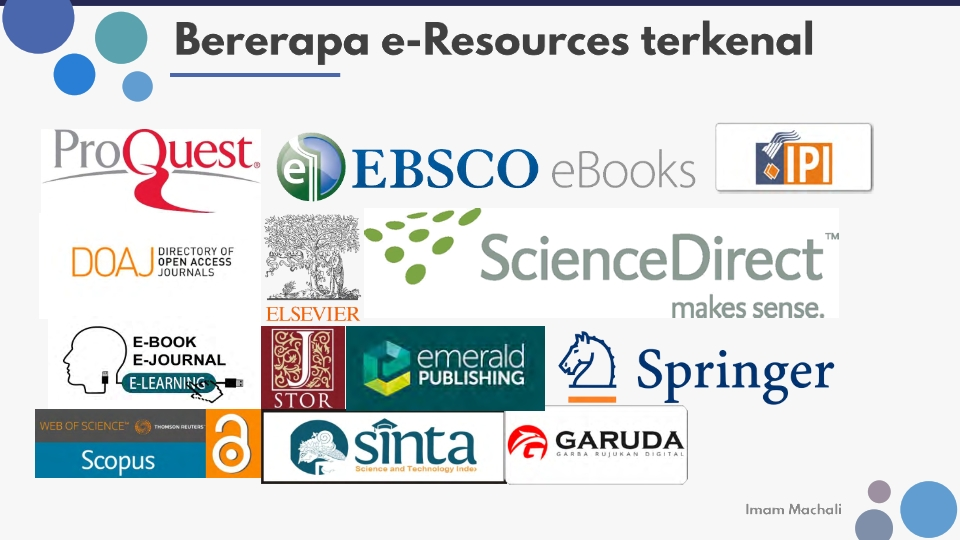 Bererapa e-Resources terkenal
ProQuest®
e EBSCO eBooks
IPI
DOAJ DIRECTORY OF
OPEN ACCESS
JOURNALS
ELSEVIER
ScienceDirect™
makes sense.
E-BOOK
E-JOURNAL
E-LEARNING
J
STOR
emerald
PUBLISHING
Springer
WEB OF SCIENCE™
THOMSON REUTERS
Scopus
sinta
Science and Technology Index
GARUDA
GARBA RUJUKAN DIGITAL
Imam Machali